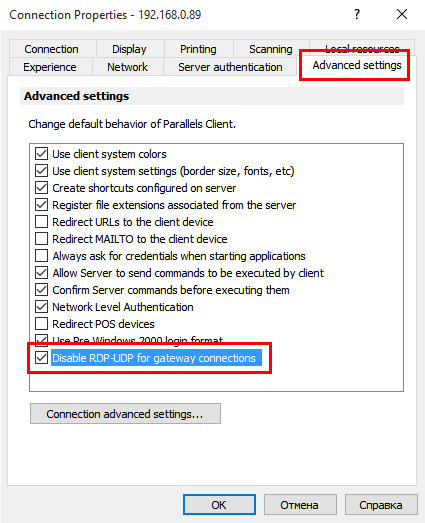 Connection Properties - 192.168.0.89
Connection Display Printing Scanning Local resources
Experience Network Server authentication Advanced settings
Advanced settings
Change default behavior of Parallels Client.
Use client system colors
Use client system settings (border size, fonts, etc)
Create shortcuts configured on server
Register file extensions associated from the server
Redirect URLs to the client device
Redirect MAILTO to the client device
Always ask for credentials when starting applications
Allow Server to send commands to be executed by client
Confirm Server commands before executing them
Network Level Authentication
Redirect POS devices
Use Pre Windows 2000 login format
Disable RDP-UDP for gateway connections
Connection advanced settings...
OK Отмена Справка